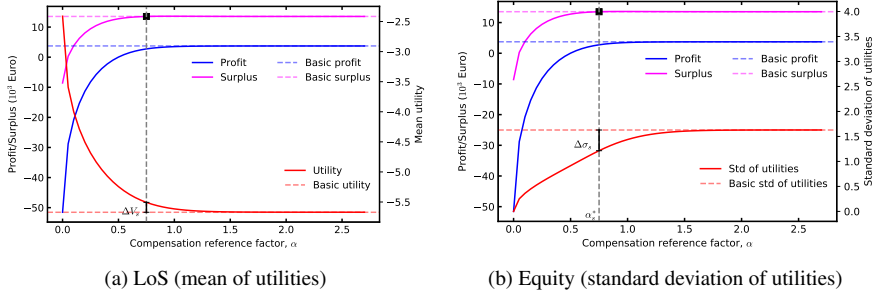 10
0
−10
−20
−30
−40
−50
Profit/Surplus (10³ Euro)
0.0
0.5
1.0
1.5
2.0
2.5
Compensation reference factor, α
−2.5
−3.0
−3.5
−4.0
−4.5
−5.0
−5.5
Mean utility
Profit
Surplus
Basic profit
Basic surplus
Utility
Basic utility
ΔVₛ
(a) LoS (mean of utilities)
10
0
−10
−20
−30
−40
−50
Profit/Surplus (10³ Euro)
0.0
0.5
1.0
1.5
2.0
2.5
Compensation reference factor, α
4.0
3.5
3.0
2.5
2.0
1.5
1.0
0.5
0.0
Standard deviation of utilities
Profit
Surplus
Basic profit
Basic surplus
Δσₛ
Std of utilities
Basic std of utilities
αₛ*
(b) Equity (standard deviation of utilities)